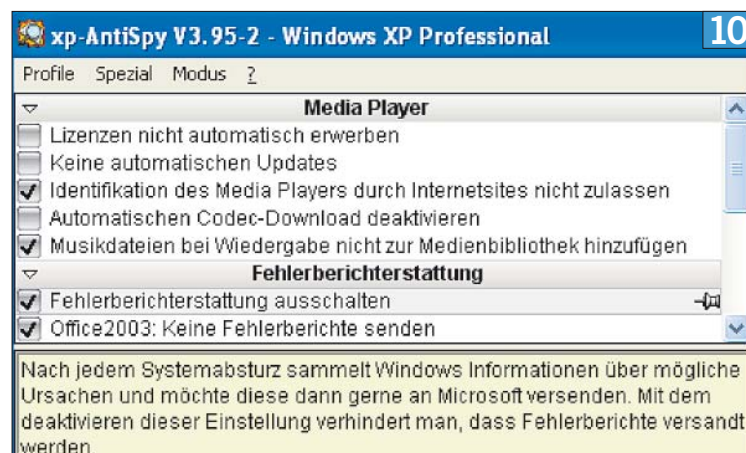 xp-AntiSpy V3.95-2 - Windows XP Professional
10
Profile Spezial Modus ?
Media Player
Lizenzen nicht automatisch erwerben
Keine automatischen Updates
Identifikation des Media Players durch Internetsites nicht zulassen
Automatischen Codec-Download deaktivieren
Musikdateien bei Wiedergabe nicht zur Medienbibliothek hinzufügen
Fehlerberichterstattung
Fehlerberichterstattung ausschalten
Office2003: Keine Fehlerberichte senden
Nach jedem Systemabsturz sammelt Windows Informationen über mögliche
Ursachen und möchte diese dann gerne an Microsoft versenden. Mit dem
deaktivieren dieser Einstellung verhindert man, dass Fehlerberichte versandt
werden